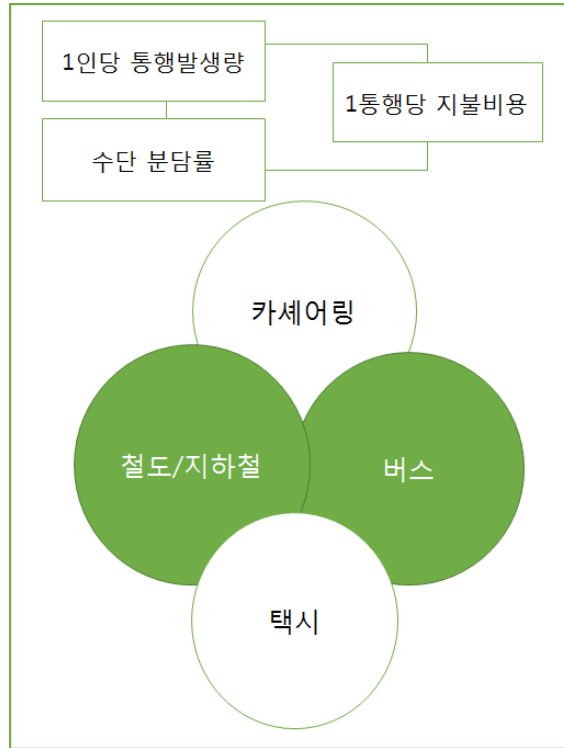 1인당 통행발생량
1통행당 지불비용
수단 분담률
카셰어링
철도/지하철
버스
택시